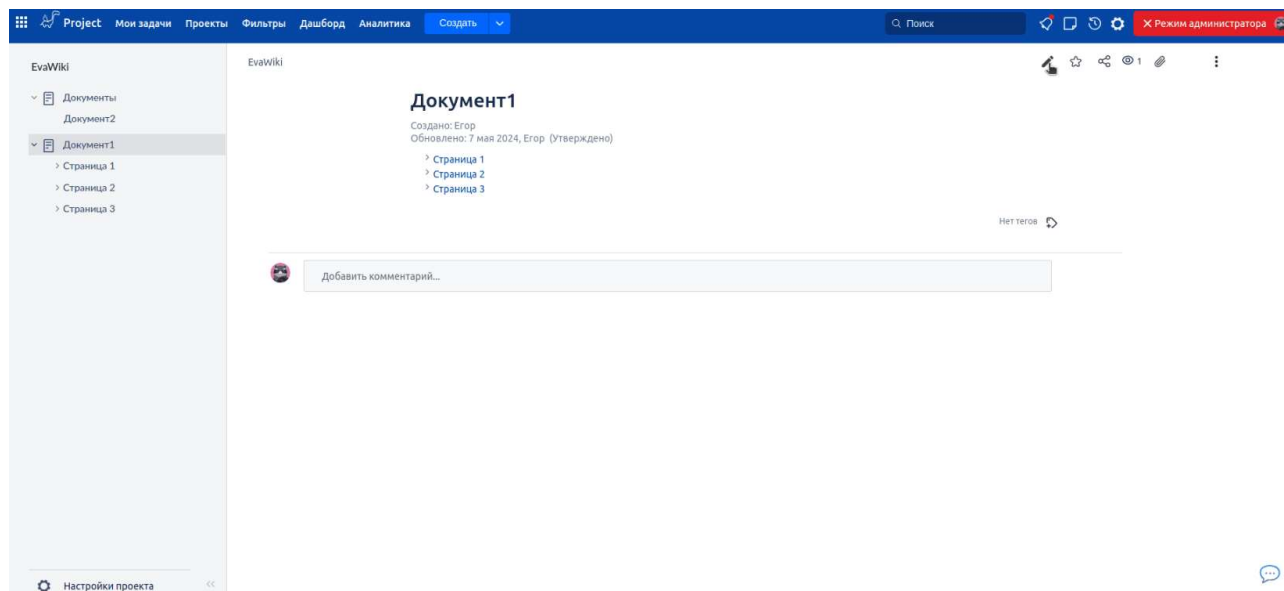 Project Мои задачи Проекты Фильтры Дашборд Аналитика Создать Поиск Режим администратора
EvaWiki
Документы
Документ2
Документ1
Страница 1
Страница 2
Страница 3
Настройки проекта
EvaWiki
1
Документ1
Создано: Егор
Обновлено: 7 мая 2024, Егор (Утверждено)
Страница 1
Страница 2
Страница 3
Нет тегов
Добавить комментарий...